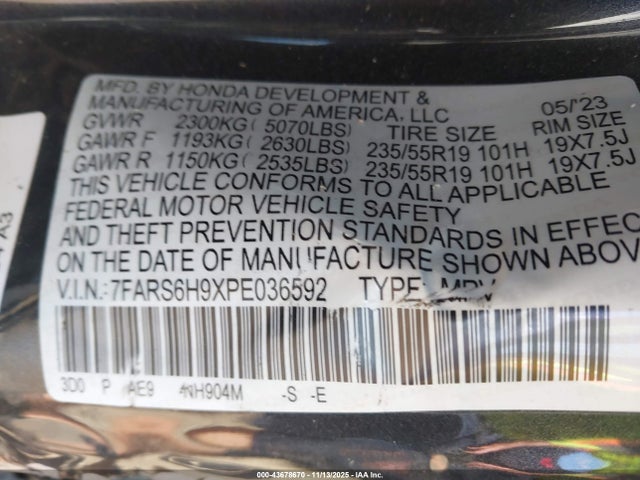 MFD. BY HONDA DEVELOPMENT &
MANUFACTURING OF AMERICA, LLC 05/'23
GVWR 2300KG( 5070LBS) TIRE SIZE RIM SIZE
GAWR F 1193KG( 2630LBS) 235/55R19 101H 19X7.5J
GAWR R 1150KG( 2535LBS) 235/55R19 101H 19X7.5J
THIS VEHICLE CONFORMS TO ALL APPLICABLE
FEDERAL MOTOR VEHICLE SAFETY
AND THEFT PREVENTION STANDARDS IN EFFEC
ON THE DATE OF MANUFACTURE SHOWN ABOV
V.I.N.: 7FARS6H9XPE036592 TYPE: MPV
3D0 P AE9 NH904M -S -E
A3
000-43678670 | 11/13/2025 | IAA Inc.